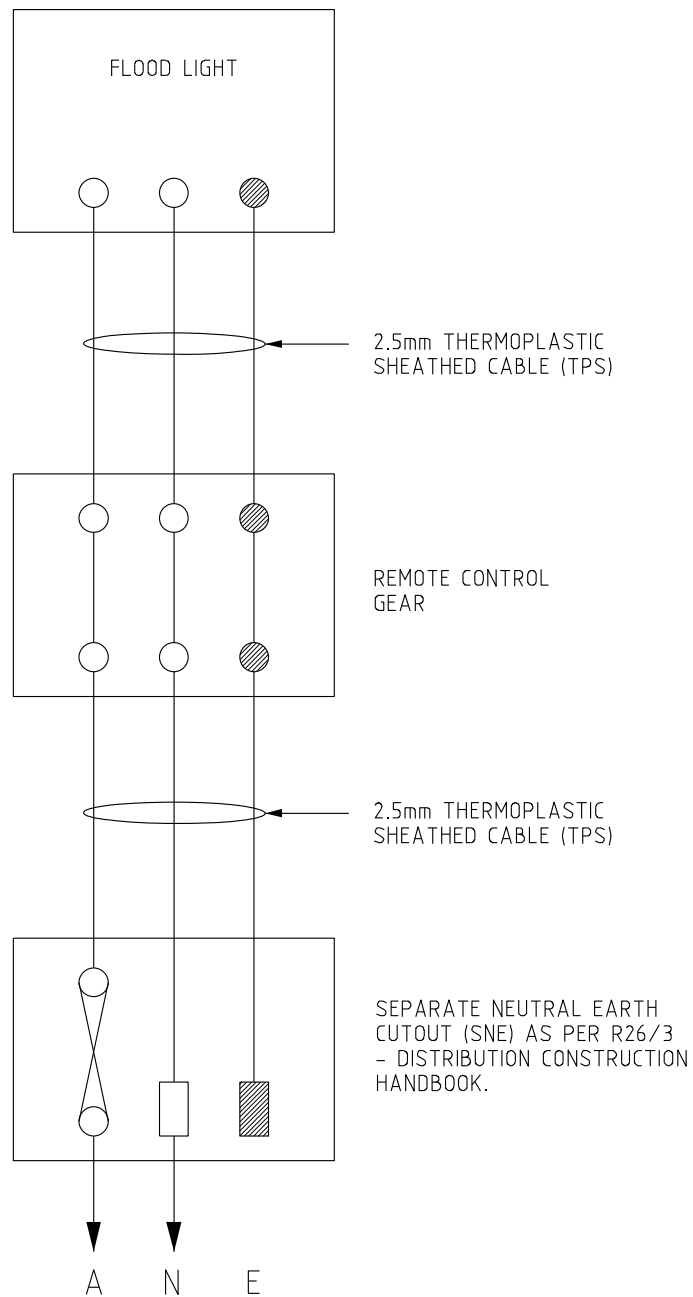 FLOOD LIGHT
2.5mm THERMOPLASTIC
SHEATHED CABLE (TPS)
REMOTE CONTROL
GEAR
2.5mm THERMOPLASTIC
SHEATHED CABLE (TPS)
SEPARATE NEUTRAL EARTH
CUTOUT (SNE) AS PER R26/3
- DISTRIBUTION CONSTRUCTION
HANDBOOK.
A N E